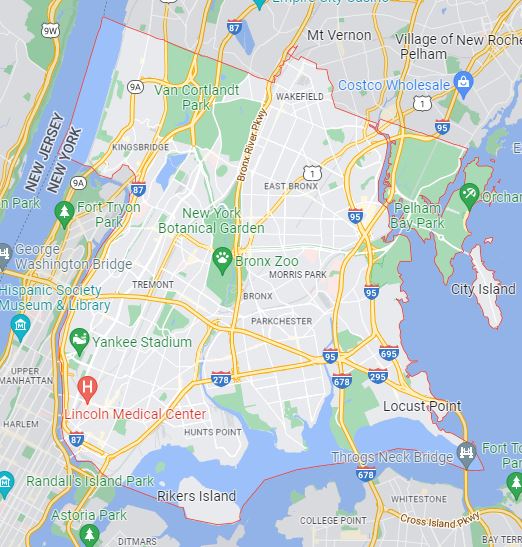 Empire City Casino
87
9W
Mt Vernon
Village of
Pelham
New Roche
Costco Wholesale
1
9A
Van Cortlandt
Park
WAKEFIELD
95
Bronx River Pkwy
KINGSBRIDGE
NEW JERSEY
NEW YORK
1
9A
87
EAST BRONX
n Park
Fort Tryon
Park
New York
Botanical Garden
95
Pelham
Bay Park
Orchar
George
Washington Bridge
Bronx Zoo
MORRIS PARK
Hispanic Society
Museum & Library
TREMONT
BRONX
95
City Island
PARKCHESTER
Yankee Stadium
95
695
UPPER
MANHATTAN
278
678
295
H
Lincoln Medical Center
Locust Point
HARLEM
87
HUNTS POINT
Throgs Neck Bridge
Fort To
Park
678
Randall's Island Park
Rikers Island
WHITESTONE
Astoria Park
COLLEGE POINT
Cross Island Pkwy
DITMARS
BAY TERR